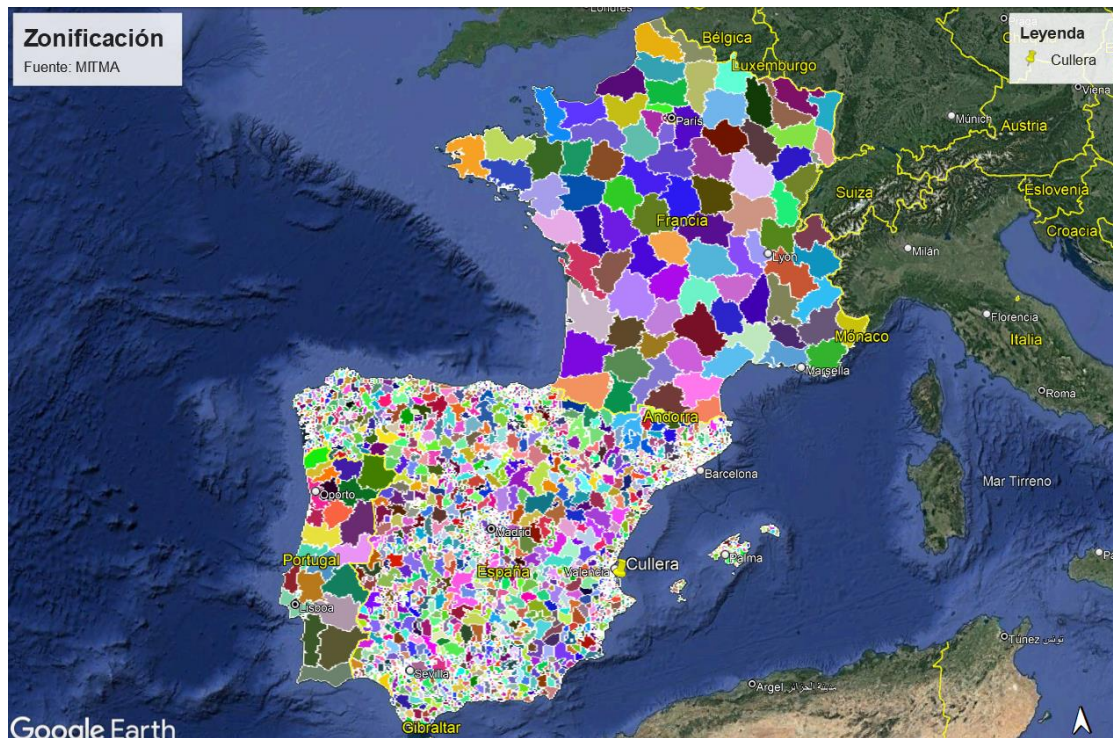 Londres
Praga
Zonificación
Fuente: MITMA
Leyenda
Cullera
Bélgica
Luxemburgo
Viena
París
Múnich
Austria
Suiza
Eslovenia
Croacia
Francia
Lyon
Milán
Florencia
Mónaco
Italia
Marsella
Roma
Andorra
Barcelona
Mar Tirreno
Oporto
Madrid
Portugal
España
Valencia
Cullera
Palma
Lisboa
Túnez تونس
Sevilla
Argel مدينة الجزائر
Gibraltar
Google Earth